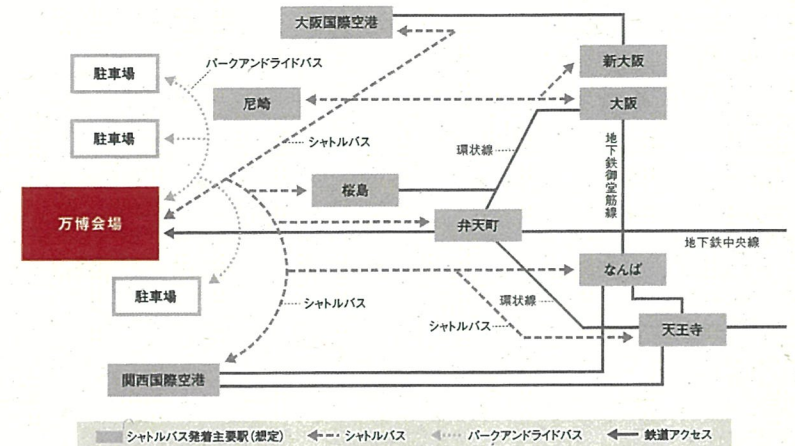 大阪国際空港
パークアンドライドバス
新大阪
駐車場
尼崎
大阪
駐車場
シャトルバス
環状線
地下鉄御堂筋線
桜島
万博会場
弁天町
地下鉄中央線
なんば
駐車場
シャトルバス
環状線
シャトルバス
天王寺
関西国際空港
シャトルバス発着主要駅(想定)
シャトルバス
パークアンドライドバス
鉄道アクセス